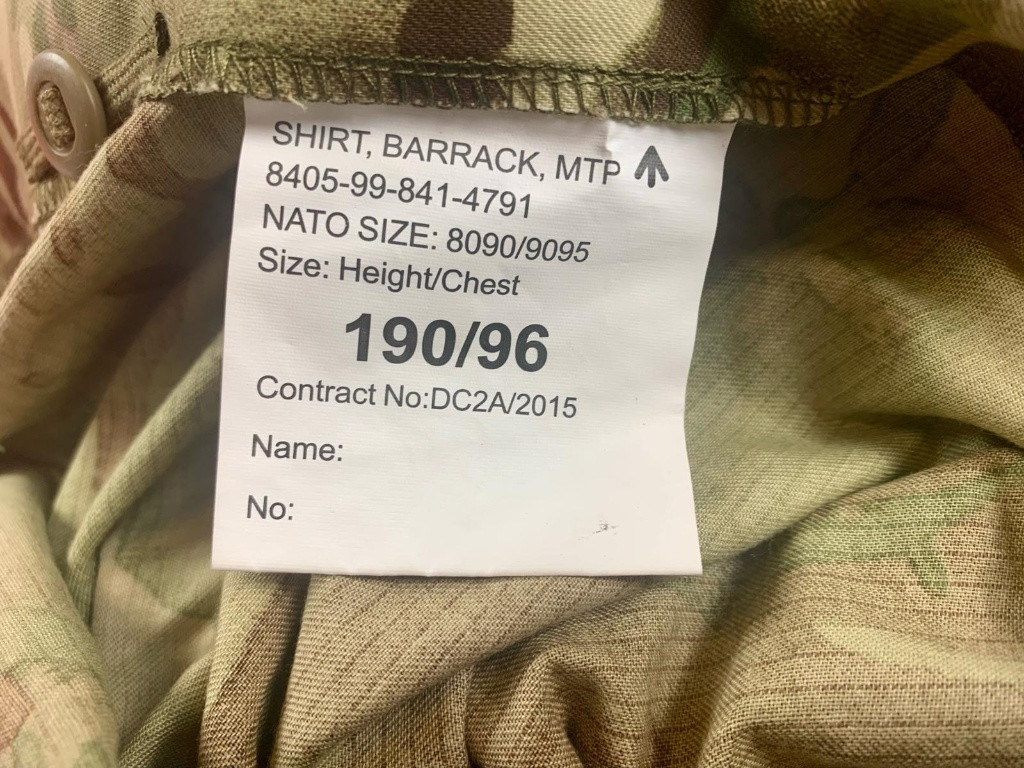 SHIRT, BARRACK, MTP
8405-99-841-4791
NATO SIZE: 8090/9095
Size: Height/Chest
190/96
Contract No:DC2A/2015
Name:
No: